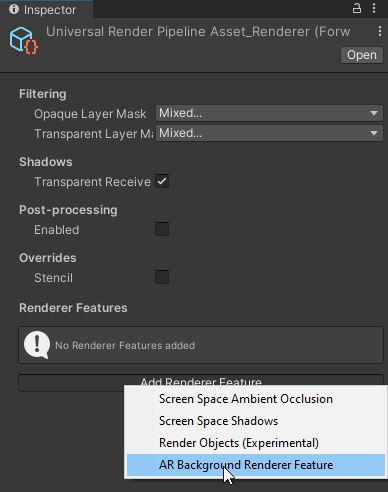 Inspector
Universal Render Pipeline Asset_Renderer (Forw
Open
Filtering
Opaque Layer Mask Mixed...
Transparent Layer Ma Mixed...
Shadows
Transparent Receive
Post-processing
Enabled
Overrides
Stencil
Renderer Features
No Renderer Features added
Add Renderer Feature
Screen Space Ambient Occlusion
Screen Space Shadows
Render Objects (Experimental)
AR Background Renderer Feature